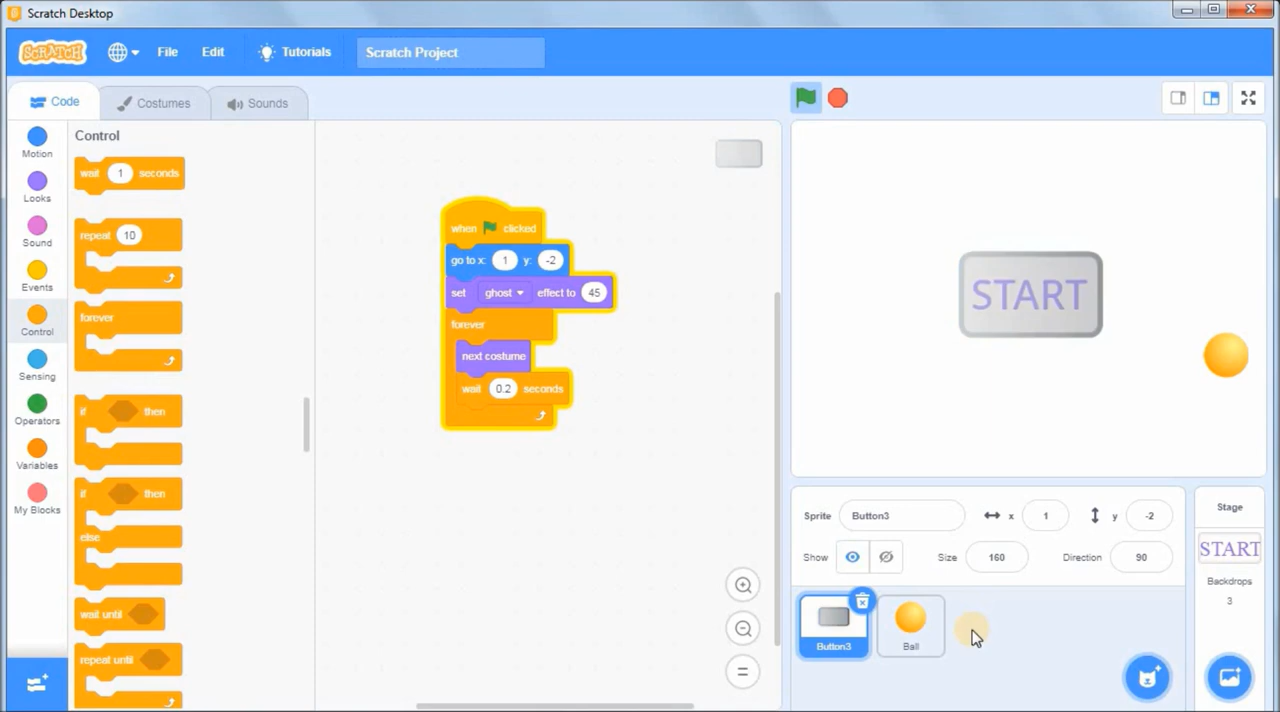 Scratch Desktop
SCRATCH File Edit Tutorials Scratch Project
Code Costumes Sounds
Motion
Looks
Sound
Events
Control
Sensing
Operators
Variables
My Blocks
Control
wait 1 seconds
repeat 10
forever
if then
if then
else
wait until
repeat until
when clicked
go to x: 1 y: -2
set ghost effect to 45
forever
next costume
wait 0.2 seconds
START
Sprite Button3 x 1 y -2
Show Size 160 Direction 90
Button3
Ball
Stage
START
Backdrops
3